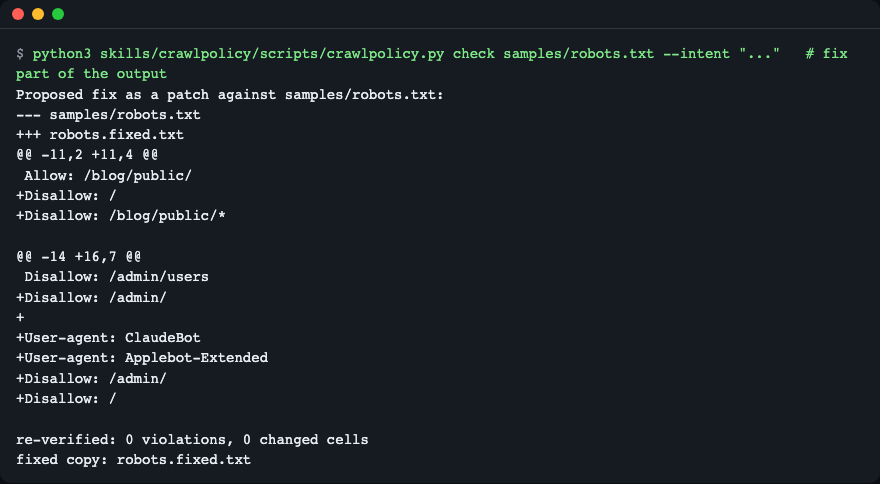 $ python3 skills/crawlpolicy/scripts/crawlpolicy.py check samples/robots.txt --intent "..."   # fix
part of the output
Proposed fix as a patch against samples/robots.txt:
--- samples/robots.txt
+++ robots.fixed.txt
@@ -11,2 +11,4 @@
 Allow: /blog/public/
+Disallow: /
+Disallow: /blog/public/*

@@ -14 +16,7 @@
 Disallow: /admin/users
+Disallow: /admin/
+
+User-agent: ClaudeBot
+User-agent: Applebot-Extended
+Disallow: /admin/
+Disallow: /

re-verified: 0 violations, 0 changed cells
fixed copy: robots.fixed.txt